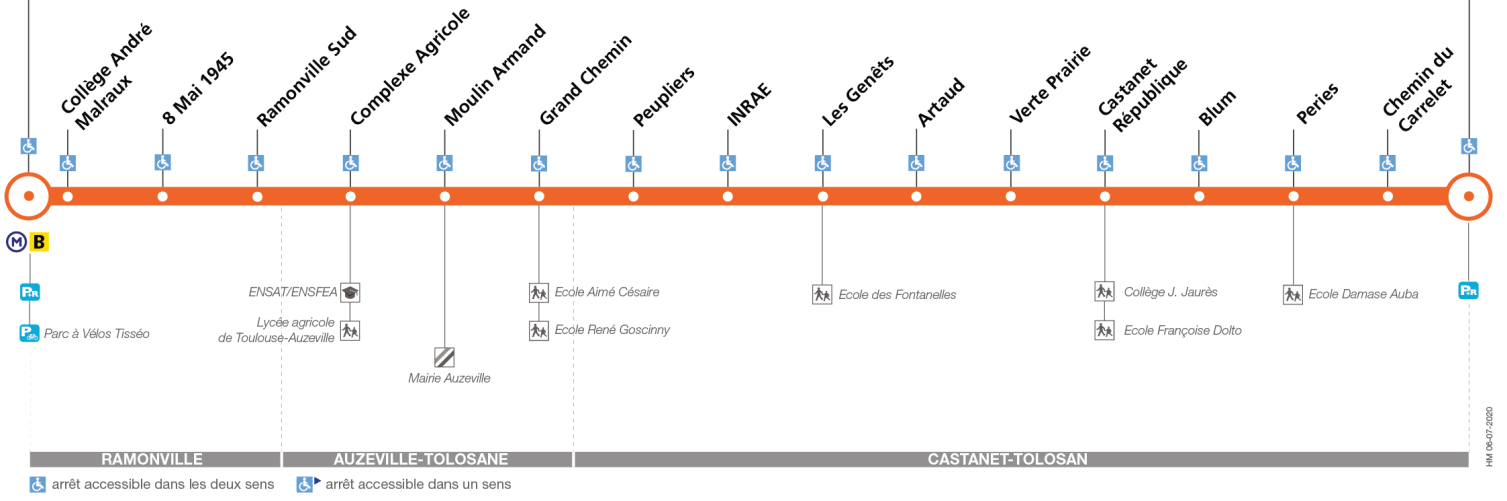 Collège André
Malraux
8 Mai 1945
Ramonville Sud
Complexe Agricole
Moulin Armand
Grand Chemin
Peupliers
INRAE
Les Genêts
Artaud
Verte Prairie
Castanet
République
Blum
Peries
Chemin du
Carrelet
M B
P+R
P
Parc à Vélos Tisséo
ENSAT/ENSFEA
Lycée agricole
de Toulouse-Auzeville
Mairie Auzeville
Ecole Aimé Césaire
Ecole René Goscinny
Ecole des Fontanelles
Collège J. Jaurès
Ecole Françoise Dolto
Ecole Damase Auba
P+R
HM 06-07-2020
RAMONVILLE
AUZEVILLE-TOLOSANE
CASTANET-TOLOSAN
arrêt accessible dans les deux sens
arrêt accessible dans un sens